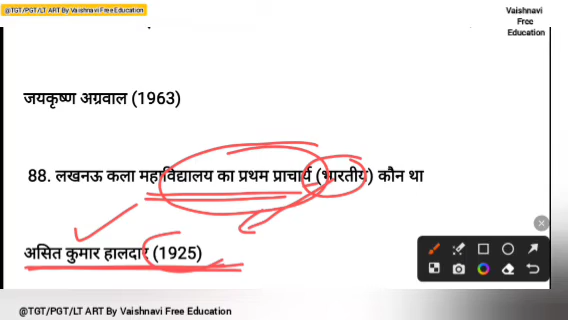 @TGT/PGT/LT ART By Vaishnavi Free Education
Vaishnavi
Free
Education
जयकृष्ण अग्रवाल (1963)
88. लखनऊ कला महाविद्यालय का प्रथम प्राचार्य (भारतीय) कौन था
असित कुमार हालदार (1925)
@TGT/PGT/LT ART By Vaishnavi Free Education